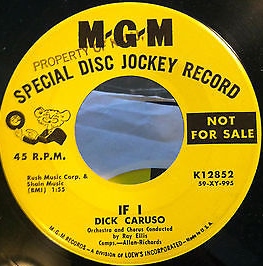 M-G-M
PROPERTY OF
SPECIAL DISC JOCKEY RECORD
NOT
FOR SALE
45 R.P.M.
Rush Music Corp. &
Shain Music
(BMI) 1:55
K12852
59-XY-995
IF I
DICK CARUSO
Orchestra and Chorus Conducted
by Ray Ellis
Comps.—Allan-Richards
M-G-M RECORDS — A DIVISION OF LOEW'S INCORPORATED — Made in U.S.A.